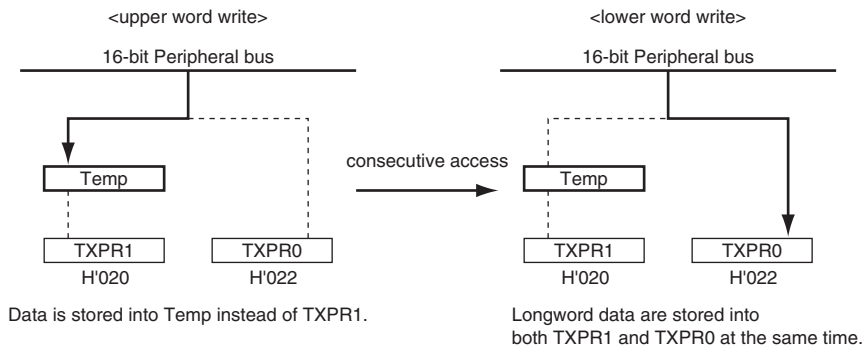 <upper word write>
16-bit Peripheral bus
Temp
TXPR1 TXPR0
H'020 H'022
Data is stored into Temp instead of TXPR1.
consecutive access
<lower word write>
16-bit Peripheral bus
Temp
TXPR1 TXPR0
H'020 H'022
Longword data are stored into
both TXPR1 and TXPR0 at the same time.